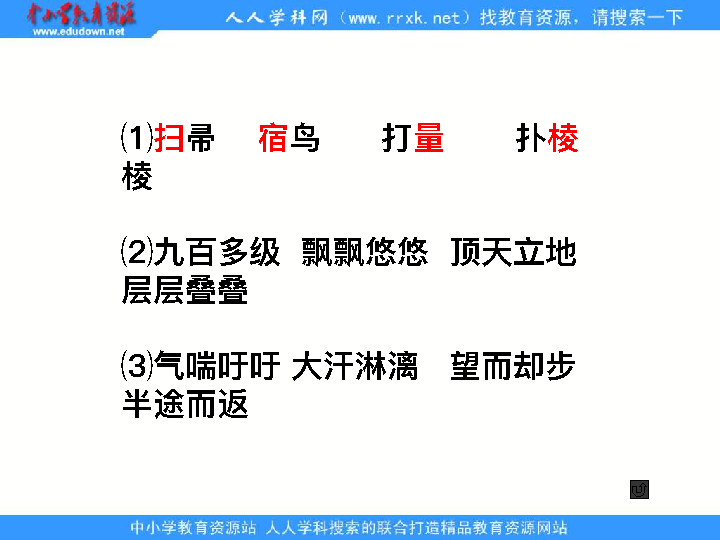 中小学教育资源
www.edudown.net
人人学科网（www.rrxk.net）找教育资源，请搜索一下
⑴扫帚 宿鸟 打量 扑棱
棱
⑵九百多级 飘飘悠悠 顶天立地
层层叠叠
⑶气喘吁吁 大汗淋漓 望而却步
半途而返
中小学教育资源站 人人学科搜索的联合打造精品教育资源网站